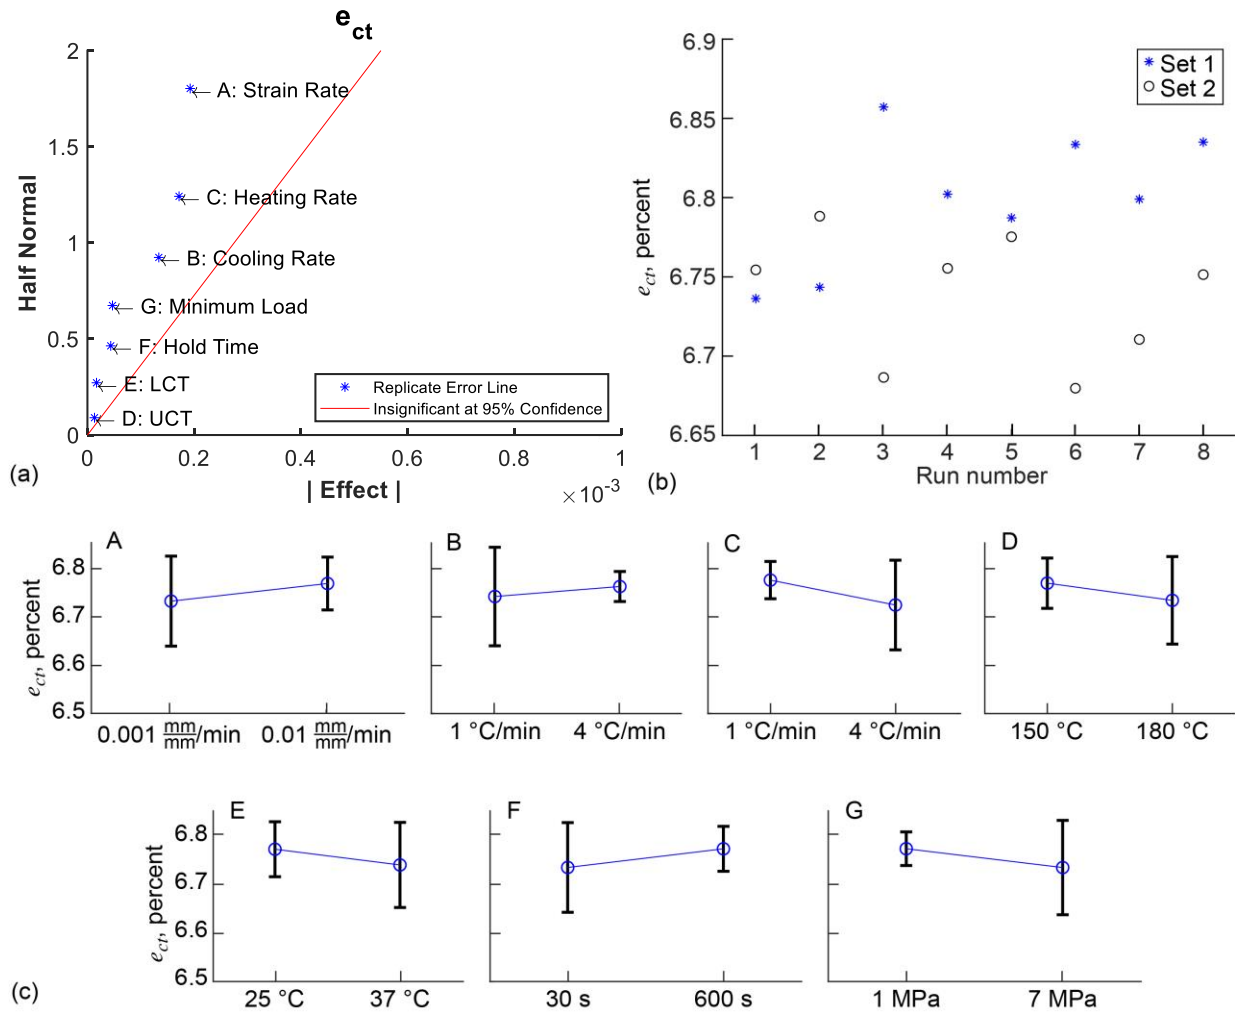 e_ct
2
1.5
1
0.5
0
Half Normal
A: Strain Rate
C: Heating Rate
B: Cooling Rate
G: Minimum Load
F: Hold Time
E: LCT
D: UCT
Replicate Error Line
Insignificant at 95% Confidence
0 0.2 0.4 0.6 0.8 1
| Effect |
×10^-3
(a)
6.9
6.85
6.8
6.75
6.7
6.65
e_ct, percent
Set 1
Set 2
1 2 3 4 5 6 7 8
Run number
(b)
A
6.8
6.7
6.6
6.5
e_ct, percent
0.001 mm/mm/min 0.01 mm/mm/min
B
1 °C/min 4 °C/min
C
1 °C/min 4 °C/min
D
150 °C 180 °C
E
6.8
6.7
6.6
6.5
e_ct, percent
25 °C 37 °C
F
30 s 600 s
G
1 MPa 7 MPa
(c)